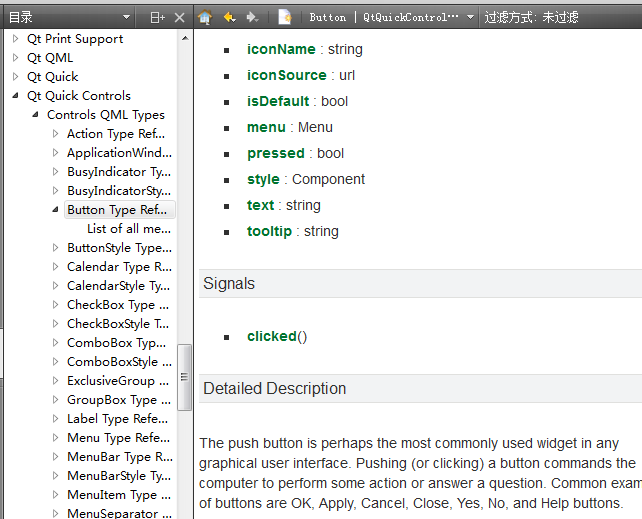 目录
Button | QtQuickControl··· 过滤方式: 未过滤
Qt Print Support
Qt QML
Qt Quick
Qt Quick Controls
Controls QML Types
Action Type Ref...
ApplicationWind...
BusyIndicator Ty...
BusyIndicatorSty...
Button Type Ref...
List of all me...
ButtonStyle Type...
Calendar Type R...
CalendarStyle Ty...
CheckBox Type ...
CheckBoxStyle T...
ComboBox Typ...
ComboBoxStyle ...
ExclusiveGroup ...
GroupBox Type ...
Label Type Refe...
Menu Type Refe...
MenuBar Type R...
MenuBarStyle Ty...
MenuItem Type ...
MenuSeparator ...
iconName : string
iconSource : url
isDefault : bool
menu : Menu
pressed : bool
style : Component
text : string
tooltip : string
Signals
clicked()
Detailed Description
The push button is perhaps the most commonly used widget in any
graphical user interface. Pushing (or clicking) a button commands the
computer to perform some action or answer a question. Common exam
of buttons are OK, Apply, Cancel, Close, Yes, No, and Help buttons.